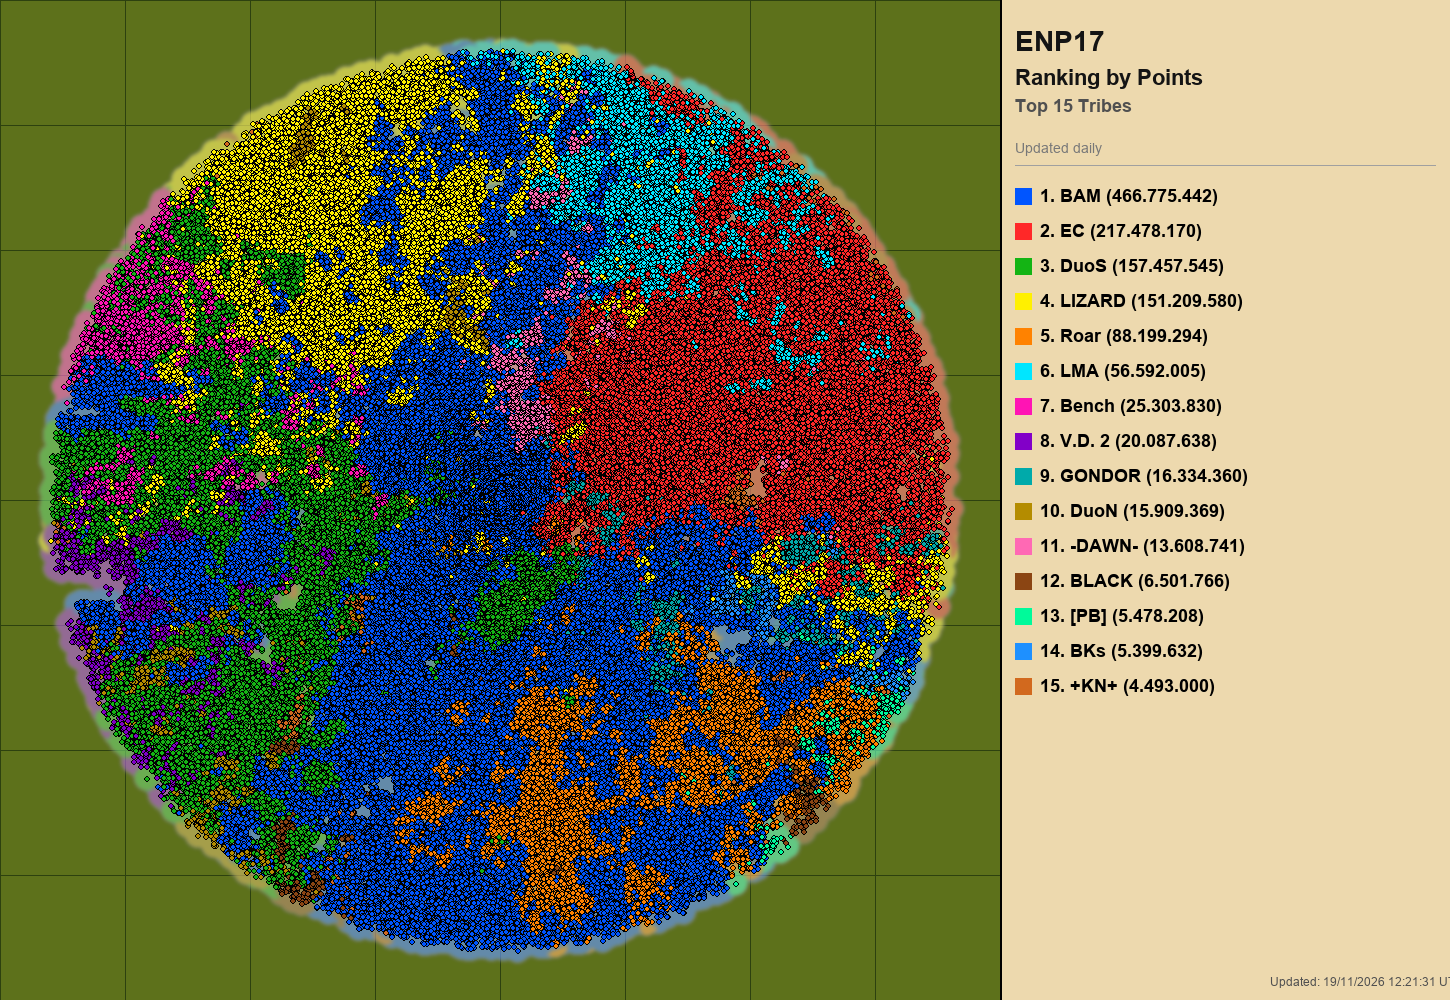 ENP17
Ranking by Points
Top 15 Tribes
Updated daily
1. BAM (466.775.442)
2. EC (217.478.170)
3. DuoS (157.457.545)
4. LIZARD (151.209.580)
5. Roar (88.199.294)
6. LMA (56.592.005)
7. Bench (25.303.830)
8. V.D. 2 (20.087.638)
9. GONDOR (16.334.360)
10. DuoN (15.909.369)
11. -DAWN- (13.608.741)
12. BLACK (6.501.766)
13. [PB] (5.478.208)
14. BKs (5.399.632)
15. +KN+ (4.493.000)
Updated: 19/11/2026 12:21:31 U